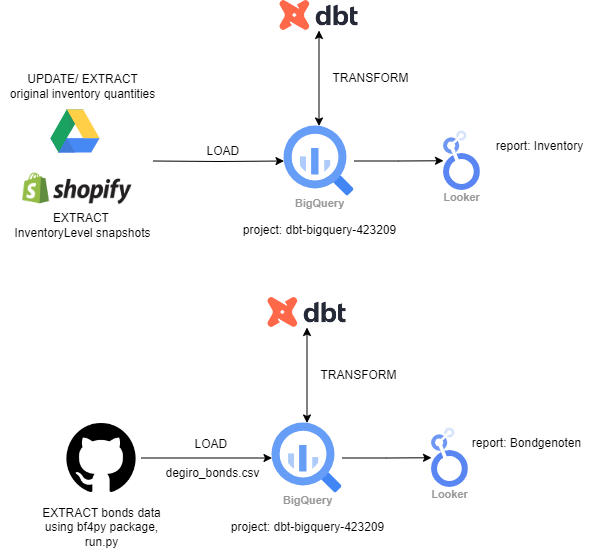 dbt
TRANSFORM
UPDATE/ EXTRACT
original inventory quantities
LOAD
report: Inventory
shopify
BigQuery
Looker
EXTRACT
InventoryLevel snapshots
project: dbt-bigquery-423209
dbt
TRANSFORM
LOAD
report: Bondgenoten
degiro_bonds.csv
BigQuery
Looker
EXTRACT bonds data
using bf4py package,
run.py
project: dbt-bigquery-423209